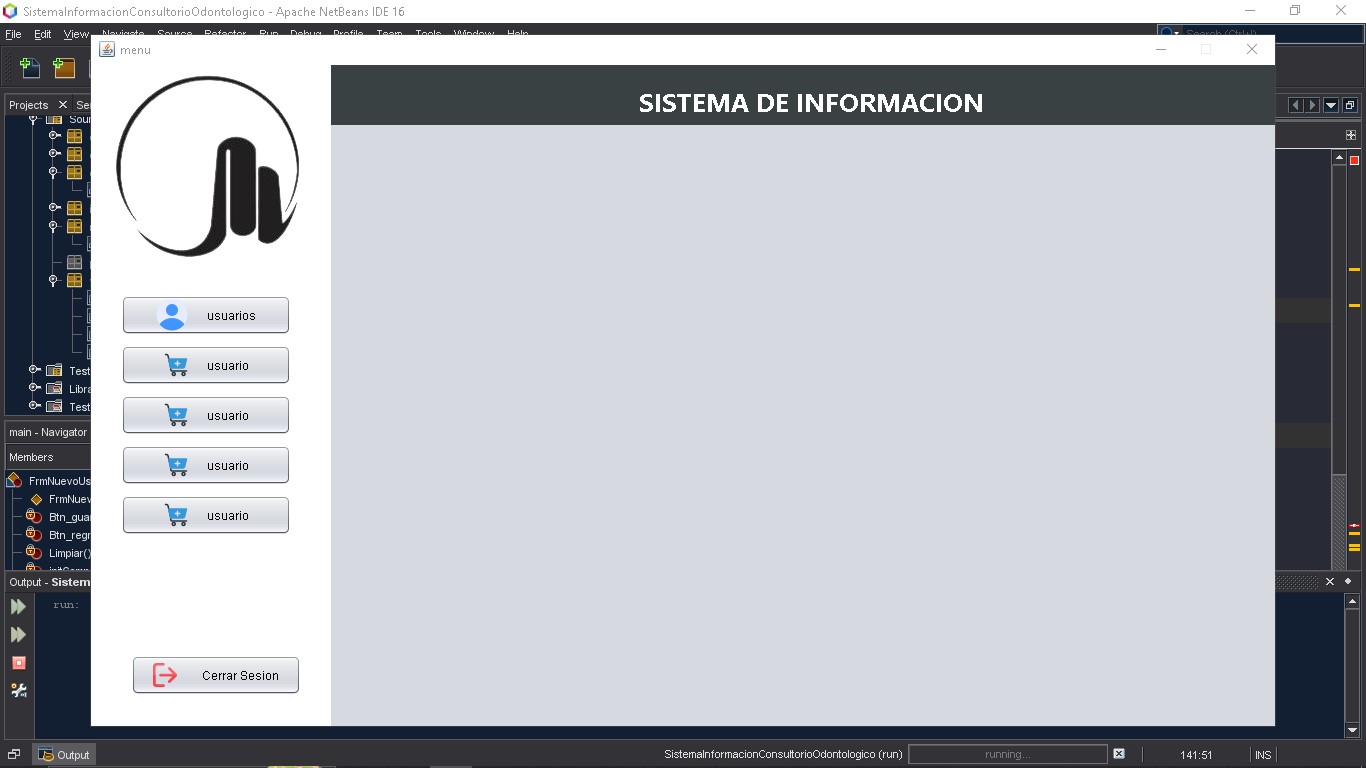 SistemaInformacionConsultorioOdontologico - Apache NetBeans IDE 16
File Edit View Navigate Source Refactor Run Debug Profile Team Tools Window Help
Search (Ctrl+I)
menu
SISTEMA DE INFORMACION
Projects
Sour
Test
Libra
Test
usuarios
usuario
usuario
usuario
usuario
Cerrar Sesion
main - Navigator
Members
FrmNuevoUs
FrmNuev
Btn_guar
Btn_regr
Limpiar()
Output - Sistem
run:
Output
SistemaInformacionConsultorioOdontologico (run)
running...
141:51
INS